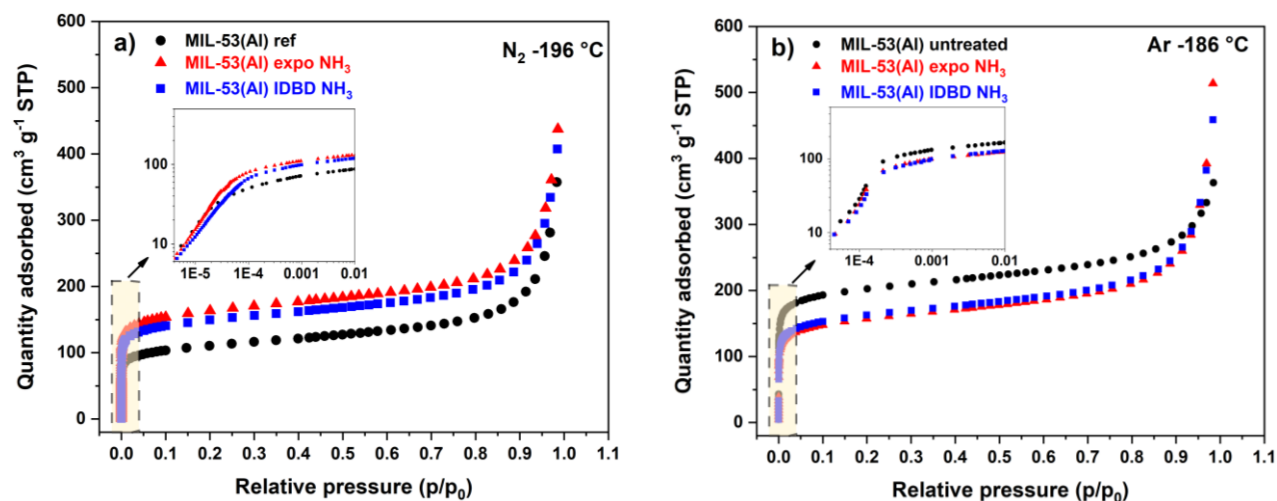 a)
MIL-53(Al) ref
MIL-53(Al) expo NH₃
MIL-53(Al) IDBD NH₃
N₂ -196 °C
Quantity adsorbed (cm³ g⁻¹ STP)
600
500
400
300
200
100
0
100
10
1E-5 1E-4 0.001 0.01
0.0 0.1 0.2 0.3 0.4 0.5 0.6 0.7 0.8 0.9 1.0 1.1
Relative pressure (p/p₀)
b)
MIL-53(Al) untreated
MIL-53(Al) expo NH₃
MIL-53(Al) IDBD NH₃
Ar -186 °C
Quantity adsorbed (cm³ g⁻¹ STP)
600
500
400
300
200
100
0
100
10
1E-4 0.001 0.01
0.0 0.1 0.2 0.3 0.4 0.5 0.6 0.7 0.8 0.9 1.0 1.1
Relative pressure (p/p₀)